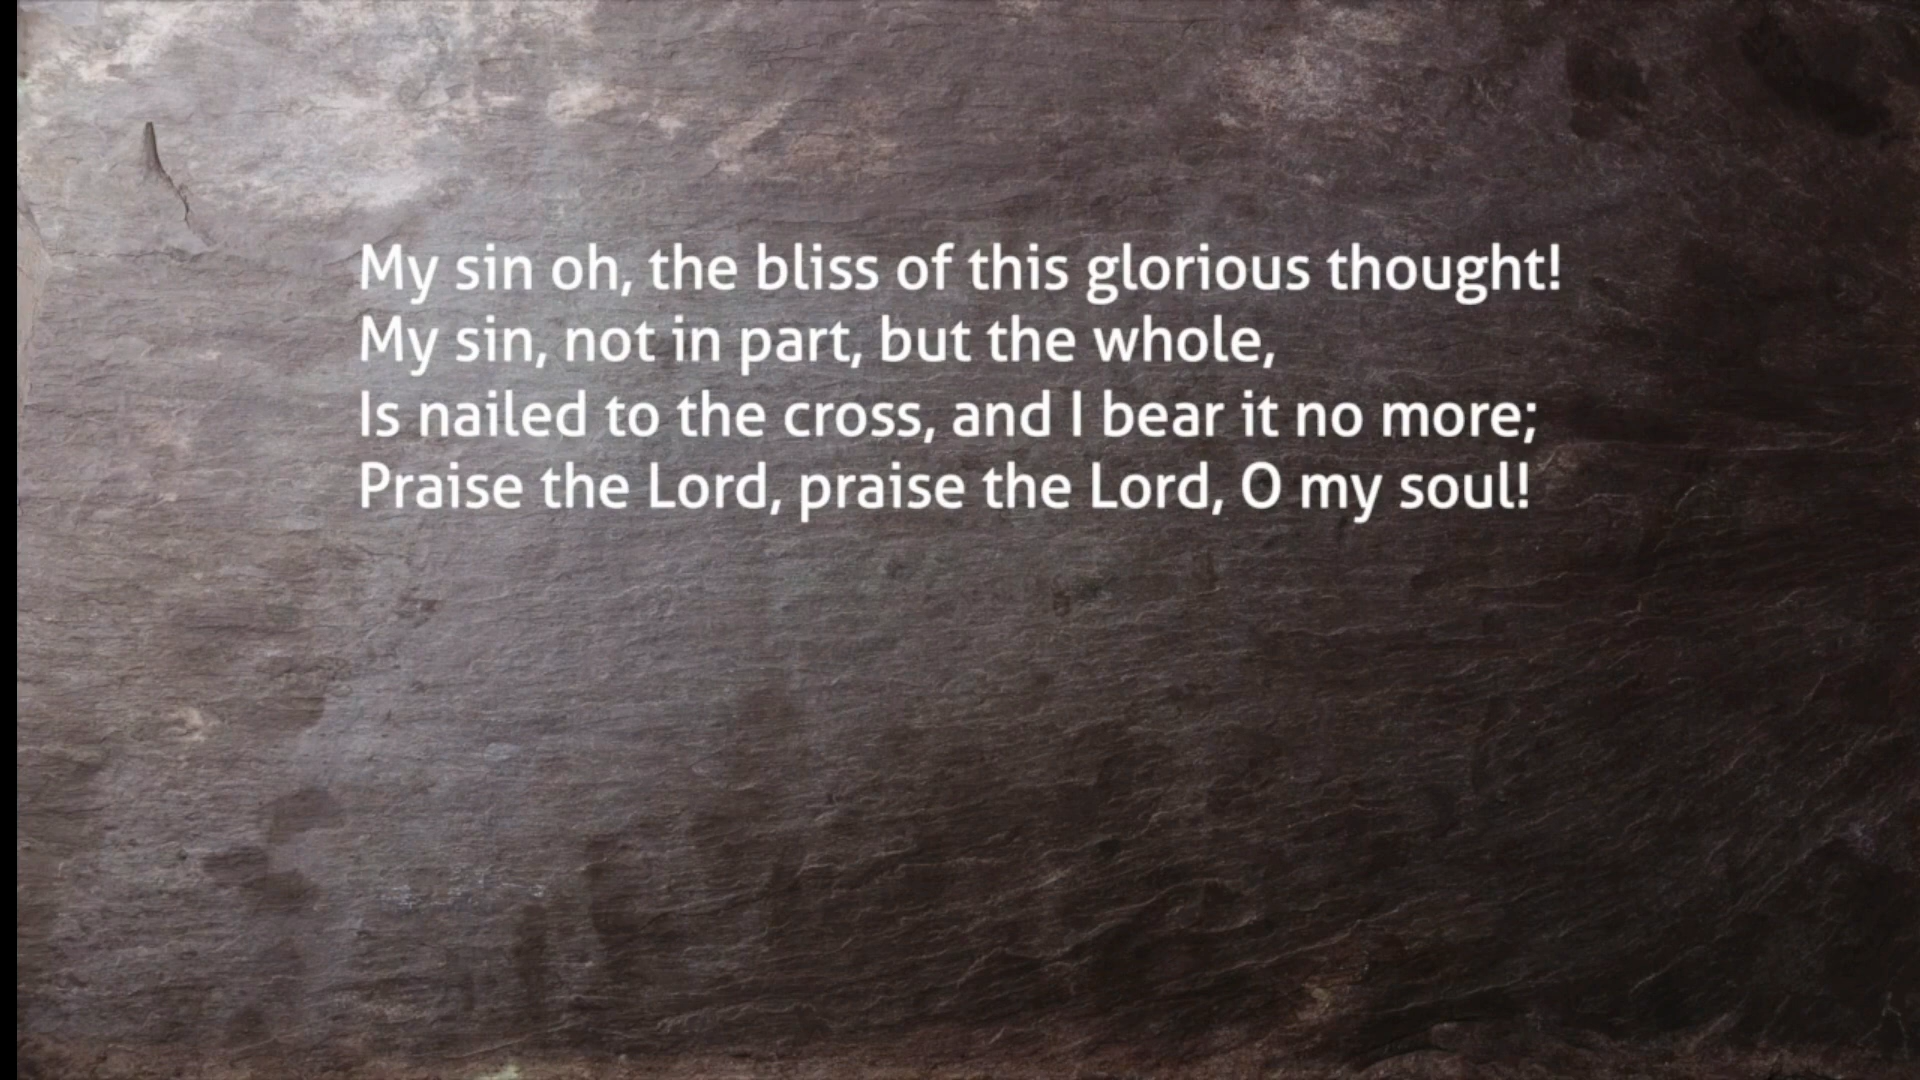 My sin oh, the bliss of this glorious thought!
My sin, not in part, but the whole,
Is nailed to the cross, and I bear it no more;
Praise the Lord, praise the Lord, O my soul!